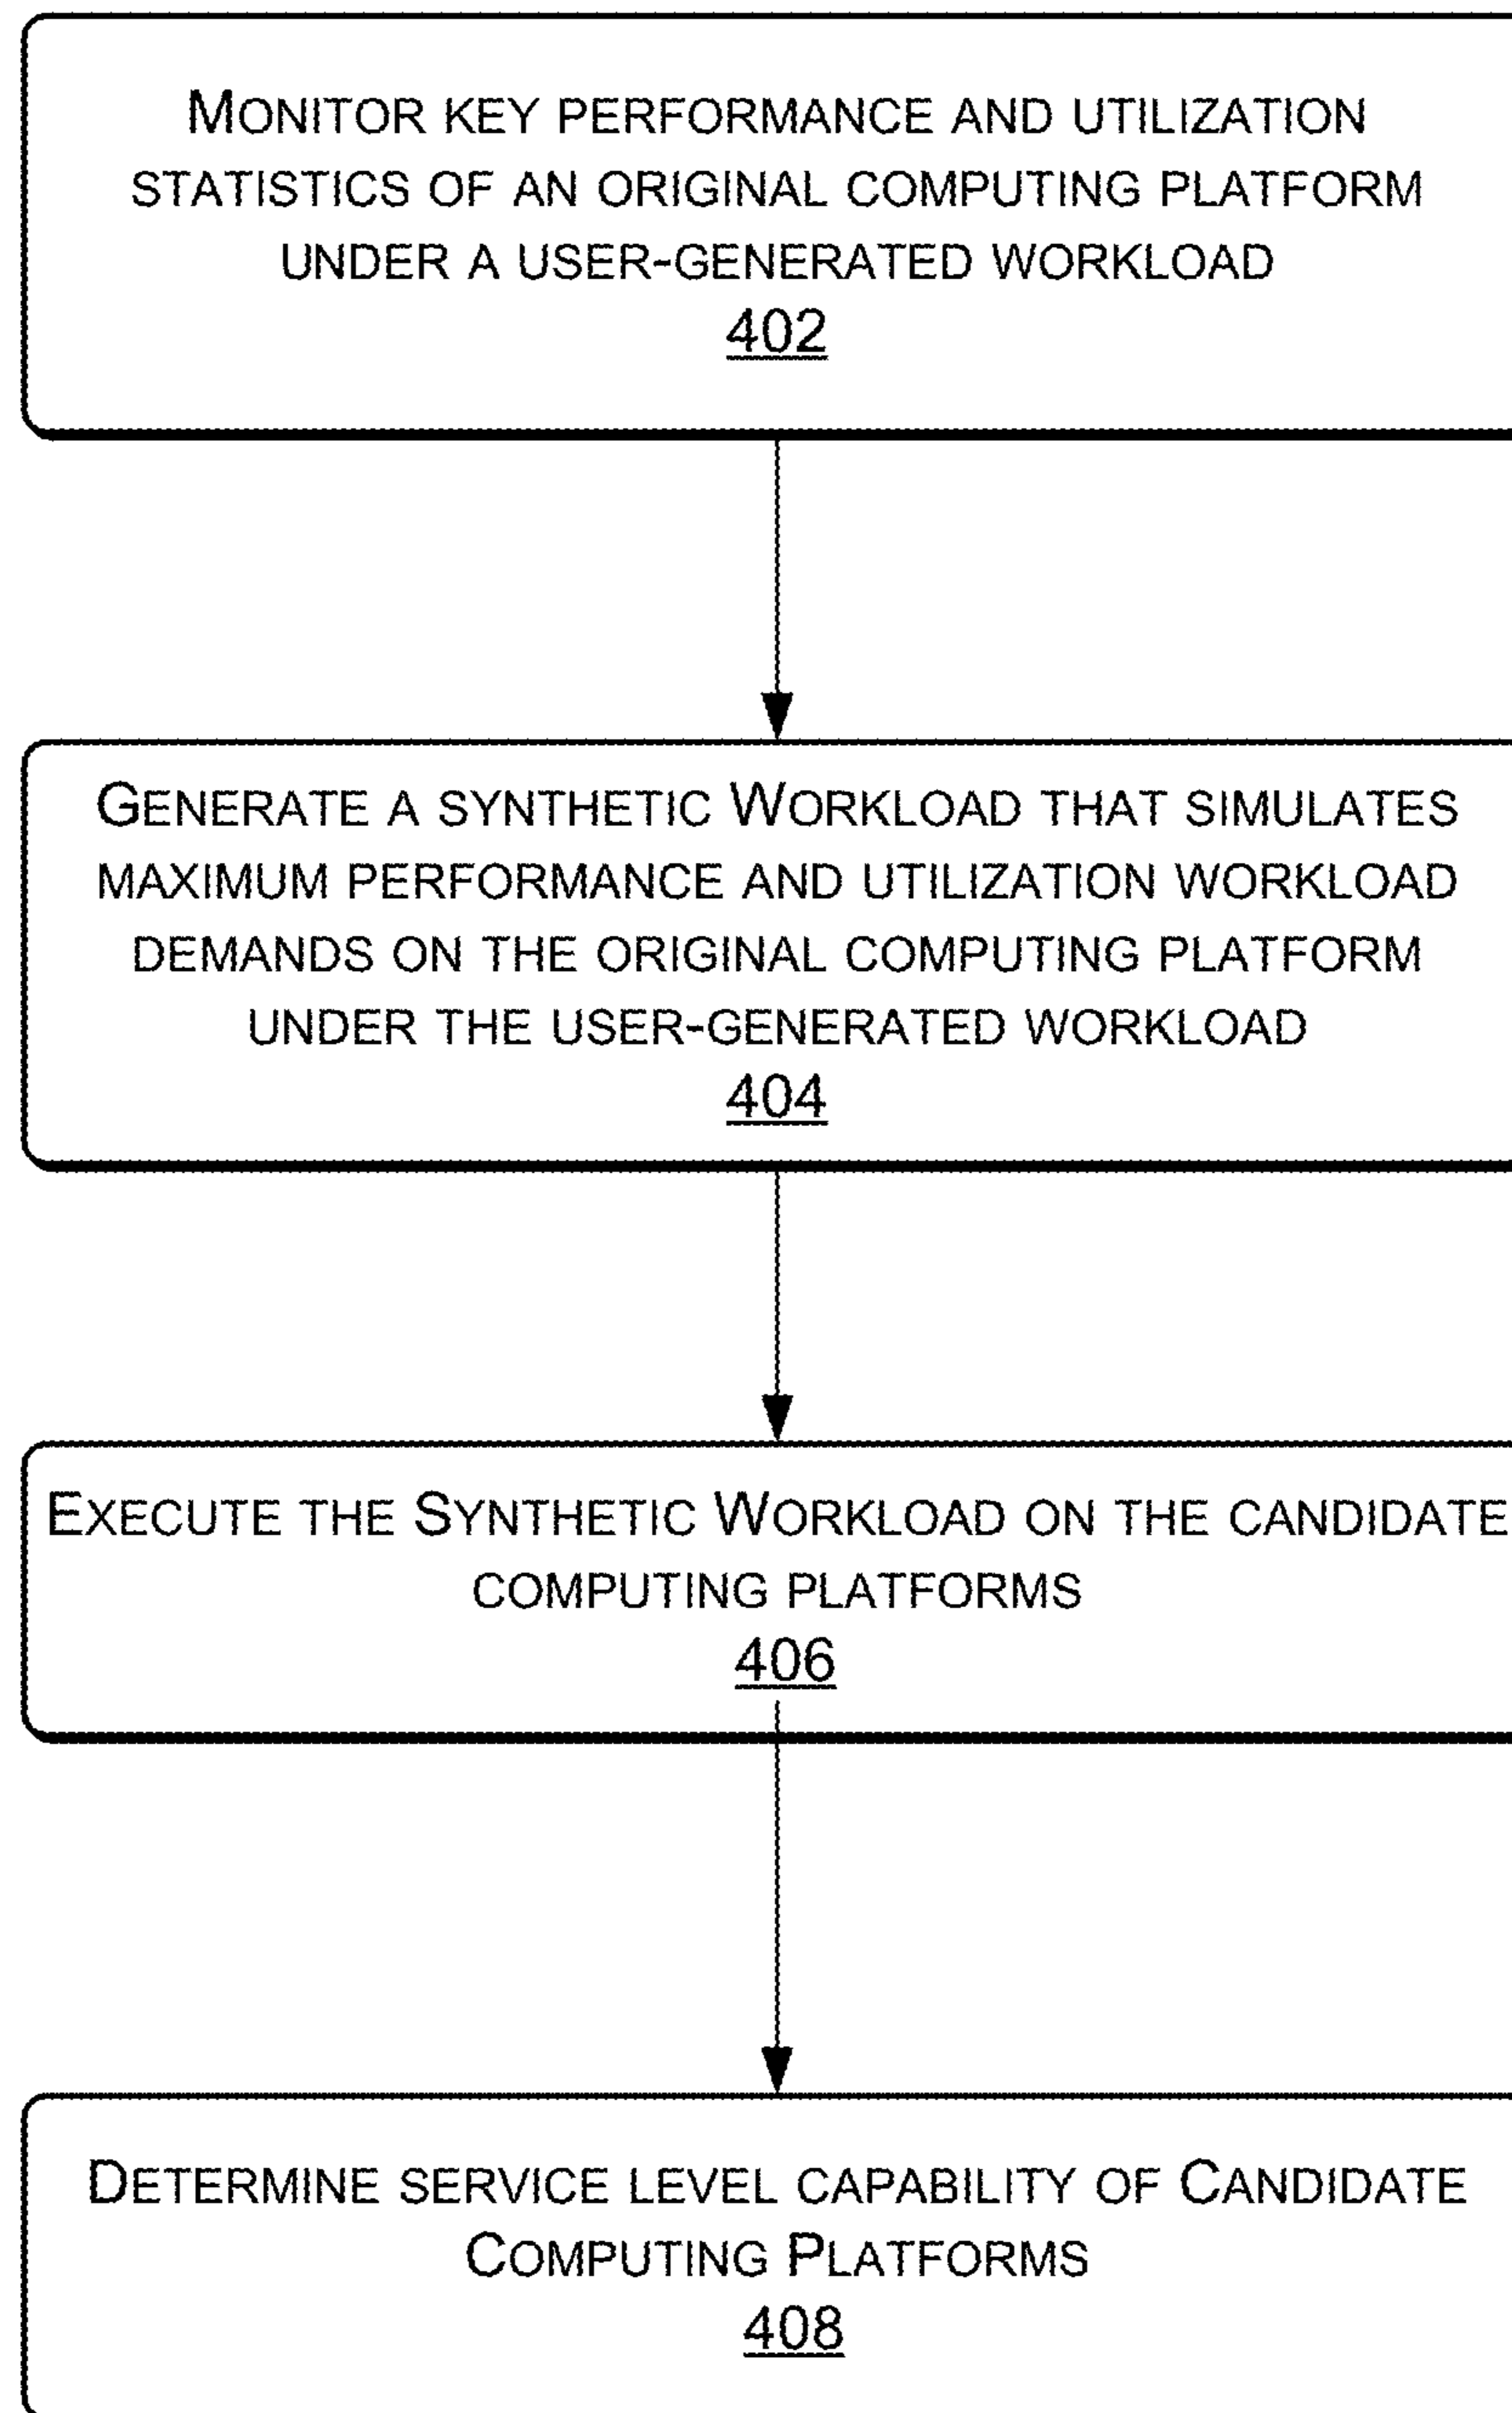 MONITOR KEY PERFORMANCE AND UTILIZATION
STATISTICS OF AN ORIGINAL COMPUTING PLATFORM
UNDER A USER-GENERATED WORKLOAD
402
GENERATE A SYNTHETIC WORKLOAD THAT SIMULATES
MAXIMUM PERFORMANCE AND UTILIZATION WORKLOAD
DEMANDS ON THE ORIGINAL COMPUTING PLATFORM
UNDER THE USER-GENERATED WORKLOAD
404
EXECUTE THE SYNTHETIC WORKLOAD ON THE CANDIDATE
COMPUTING PLATFORMS
406
DETERMINE SERVICE LEVEL CAPABILITY OF CANDIDATE
COMPUTING PLATFORMS
408